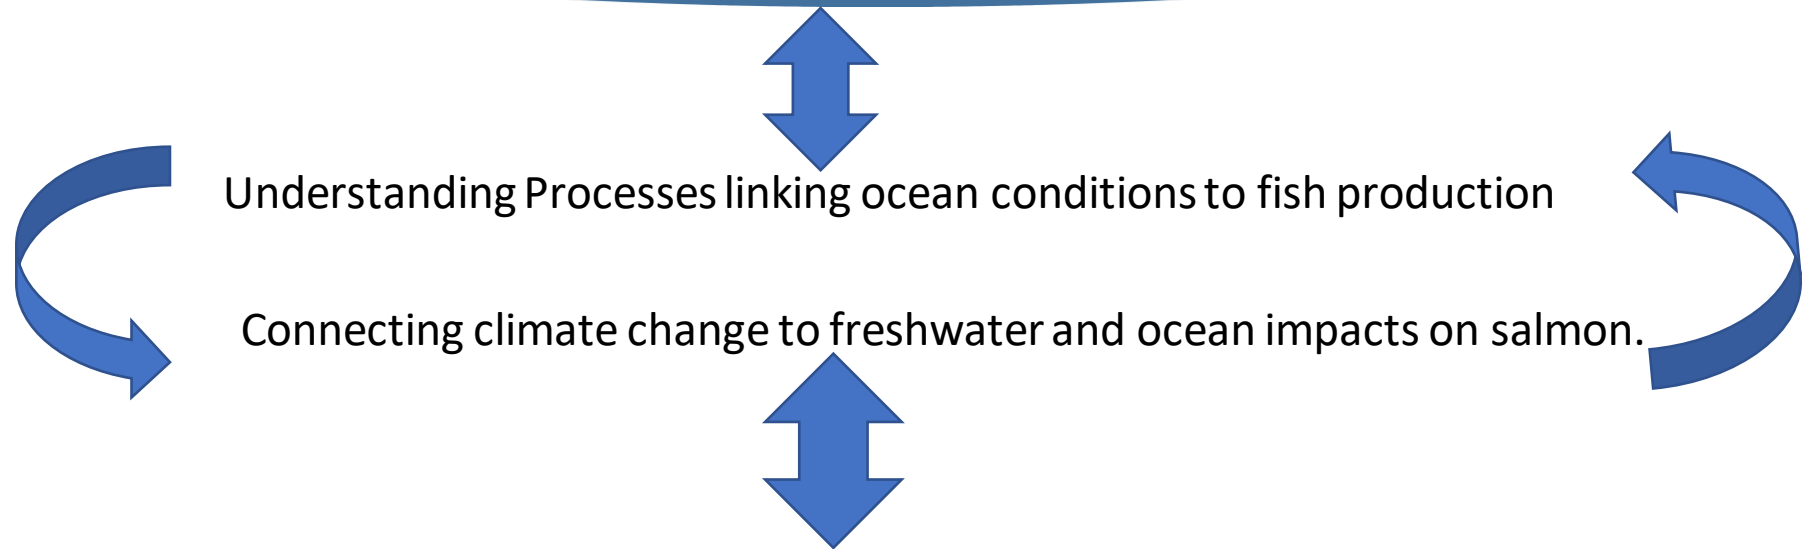 Understanding Processes linking ocean conditions to fish production
Connecting climate change to freshwater and ocean impacts on salmon.